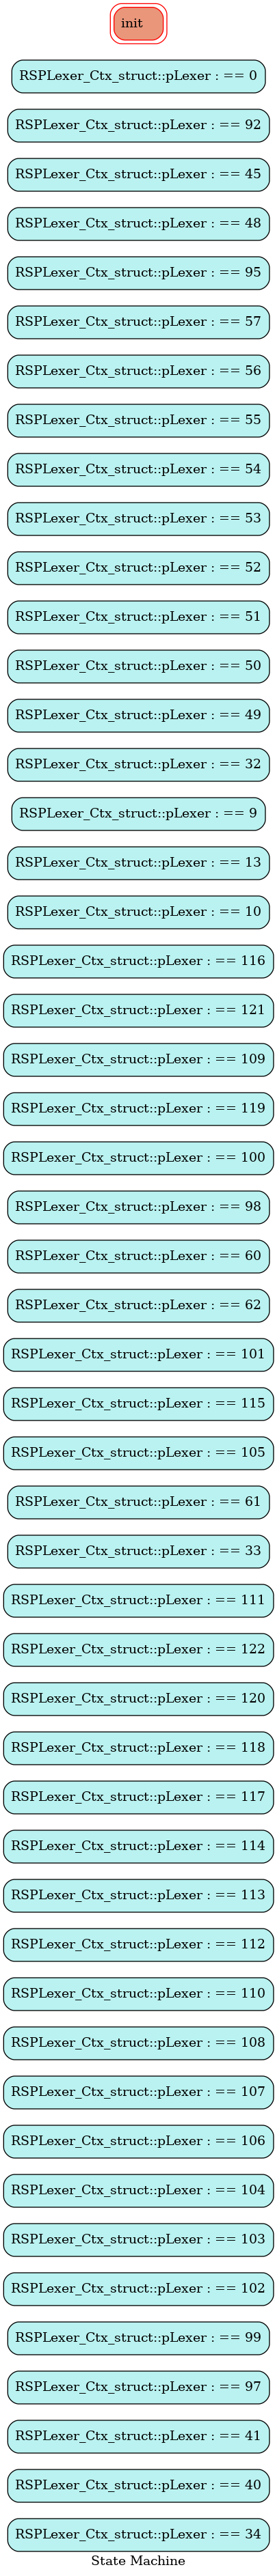 init
RSPLexer_Ctx_struct::pLexer : == 0
RSPLexer_Ctx_struct::pLexer : == 92
RSPLexer_Ctx_struct::pLexer : == 45
RSPLexer_Ctx_struct::pLexer : == 48
RSPLexer_Ctx_struct::pLexer : == 95
RSPLexer_Ctx_struct::pLexer : == 57
RSPLexer_Ctx_struct::pLexer : == 56
RSPLexer_Ctx_struct::pLexer : == 55
RSPLexer_Ctx_struct::pLexer : == 54
RSPLexer_Ctx_struct::pLexer : == 53
RSPLexer_Ctx_struct::pLexer : == 52
RSPLexer_Ctx_struct::pLexer : == 51
RSPLexer_Ctx_struct::pLexer : == 50
RSPLexer_Ctx_struct::pLexer : == 49
RSPLexer_Ctx_struct::pLexer : == 32
RSPLexer_Ctx_struct::pLexer : == 9
RSPLexer_Ctx_struct::pLexer : == 13
RSPLexer_Ctx_struct::pLexer : == 10
RSPLexer_Ctx_struct::pLexer : == 116
RSPLexer_Ctx_struct::pLexer : == 121
RSPLexer_Ctx_struct::pLexer : == 109
RSPLexer_Ctx_struct::pLexer : == 119
RSPLexer_Ctx_struct::pLexer : == 100
RSPLexer_Ctx_struct::pLexer : == 98
RSPLexer_Ctx_struct::pLexer : == 60
RSPLexer_Ctx_struct::pLexer : == 62
RSPLexer_Ctx_struct::pLexer : == 101
RSPLexer_Ctx_struct::pLexer : == 115
RSPLexer_Ctx_struct::pLexer : == 105
RSPLexer_Ctx_struct::pLexer : == 61
RSPLexer_Ctx_struct::pLexer : == 33
RSPLexer_Ctx_struct::pLexer : == 111
RSPLexer_Ctx_struct::pLexer : == 122
RSPLexer_Ctx_struct::pLexer : == 120
RSPLexer_Ctx_struct::pLexer : == 118
RSPLexer_Ctx_struct::pLexer : == 117
RSPLexer_Ctx_struct::pLexer : == 114
RSPLexer_Ctx_struct::pLexer : == 113
RSPLexer_Ctx_struct::pLexer : == 112
RSPLexer_Ctx_struct::pLexer : == 110
RSPLexer_Ctx_struct::pLexer : == 108
RSPLexer_Ctx_struct::pLexer : == 107
RSPLexer_Ctx_struct::pLexer : == 106
RSPLexer_Ctx_struct::pLexer : == 104
RSPLexer_Ctx_struct::pLexer : == 103
RSPLexer_Ctx_struct::pLexer : == 102
RSPLexer_Ctx_struct::pLexer : == 99
RSPLexer_Ctx_struct::pLexer : == 97
RSPLexer_Ctx_struct::pLexer : == 41
RSPLexer_Ctx_struct::pLexer : == 40
RSPLexer_Ctx_struct::pLexer : == 34
State Machine